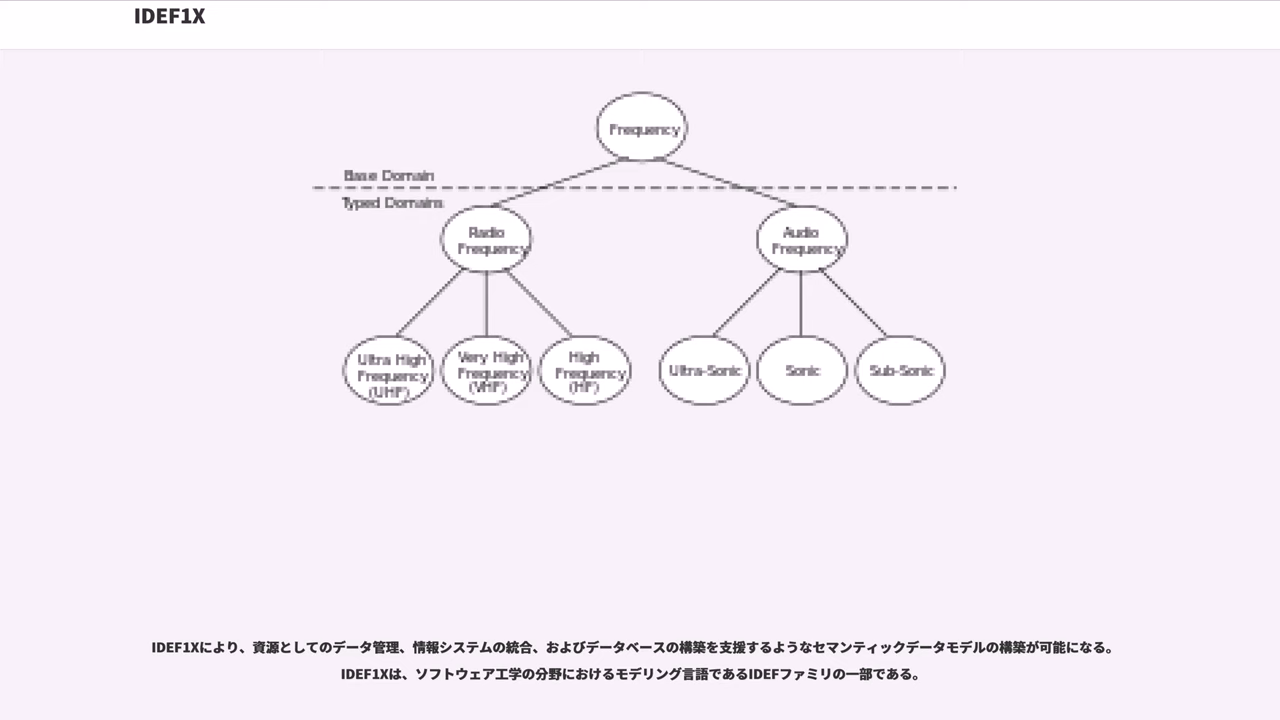 IDEF1X
Frequency
Base Domain
Typed Domains
Radio
Frequency
Audio
Frequency
Ultra High
Frequency
(UHF)
Very High
Frequency
(VHF)
High
Frequency
(HF)
Ultra-Sonic
Sonic
Sub-Sonic
IDEF1Xにより、資源としてのデータ管理、情報システムの統合、およびデータベースの構築を支援するようなセマンティックデータモデルの構築が可能になる。
IDEF1Xは、ソフトウェア工学の分野におけるモデリング言語であるIDEFファミリの一部である。